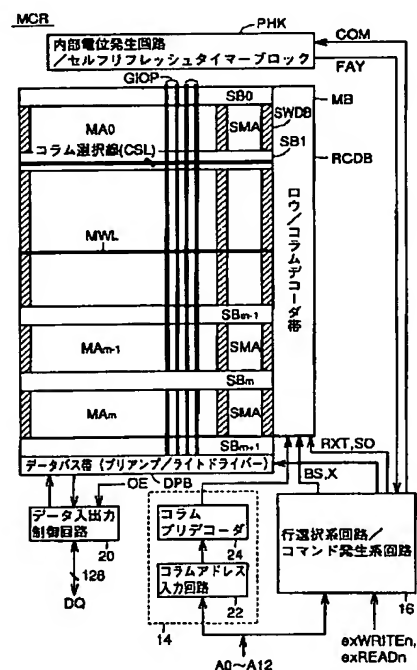 MCR
PHK
内部電位発生回路
/セルフリフレッシュタイマーブロック
COM
FAY
GIOP
SB0
MB
MA0
SMA
SWDB
コラム選択線(CSL)
SB1
RCDB
MWL
ロウ/コラムデコーダ帯
SBm-1
MAm-1
SMA
SBm
MAm
SMA
SBm+1
RXT,SO
データバス帯 (プリアンプ/ライトドライバー)
BS,X
OE
DPB
データ入出力
制御回路
20
128
DQ
コラム
プリデコーダ
24
コラムアドレス
入力回路
22
14
行選択系回路/
コマンド発生系回路
16
A0~A12
exWRITEn,
exREADn